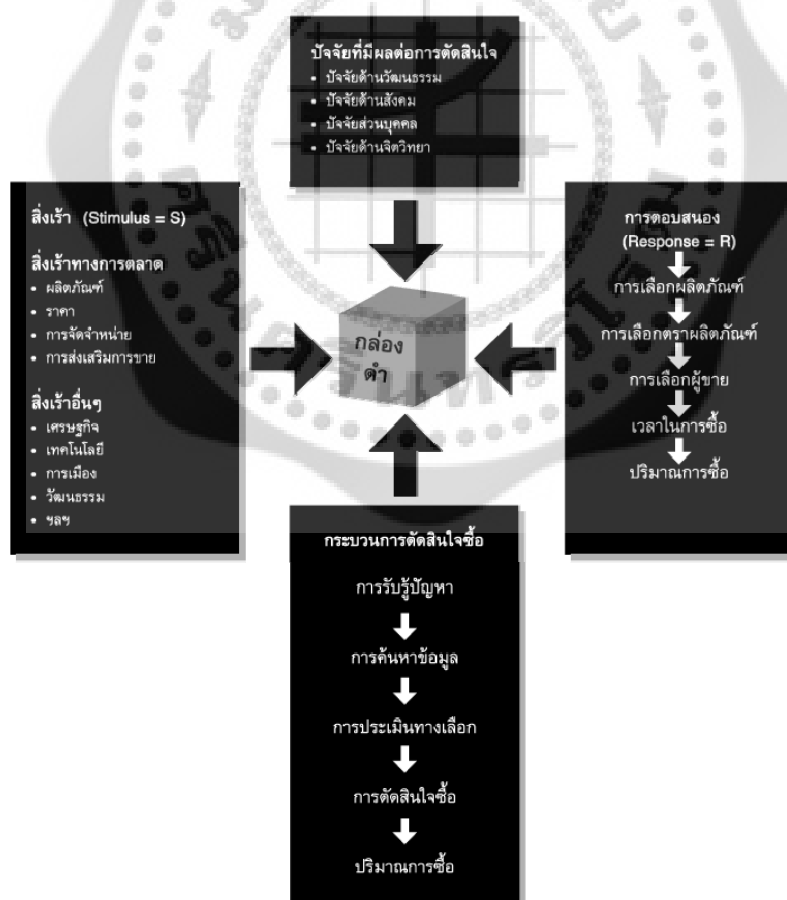 ปัจจัยที่มีผลต่อการตัดสินใจ
• ปัจจัยด้านวัฒนธรรม
• ปัจจัยด้านสังคม
• ปัจจัยส่วนบุคคล
• ปัจจัยด้านจิตวิทยา
สิ่งเร้า (Stimulus = S)
สิ่งเร้าทางการตลาด
• ผลิตภัณฑ์
• ราคา
• การจัดจำหน่าย
• การส่งเสริมการขาย
สิ่งเร้าอื่นๆ
• เศรษฐกิจ
• เทคโนโลยี
• การเมือง
• วัฒนธรรม
• ฯลฯ
กล่อง
ดำ
การตอบสนอง
(Response = R)
การเลือกผลิตภัณฑ์
การเลือกตราผลิตภัณฑ์
การเลือกผู้ขาย
เวลาในการซื้อ
ปริมาณการซื้อ
กระบวนการตัดสินใจซื้อ
การรับรู้ปัญหา
การค้นหาข้อมูล
การประเมินทางเลือก
การตัดสินใจซื้อ
ปริมาณการซื้อ